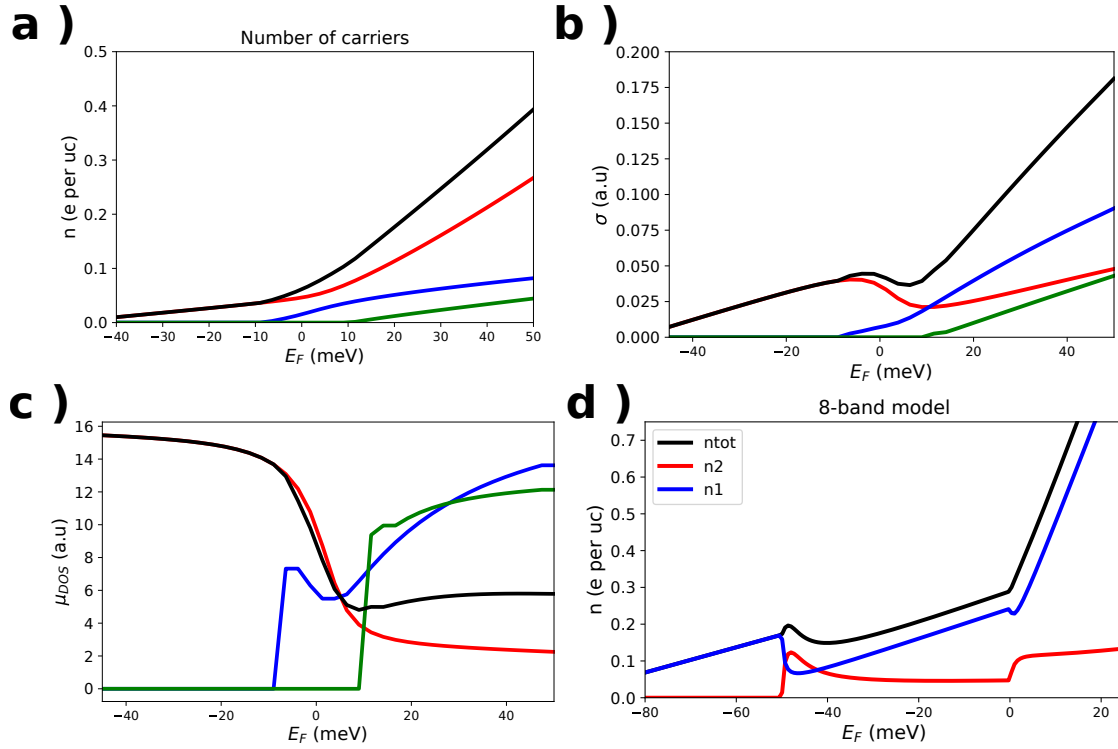 a )
Number of carriers
0.5
0.4
0.3
0.2
0.1
0.0
n (e per uc)
−40 −30 −20 −10 0 10 20 30 40 50
E_F (meV)
b )
0.200
0.175
0.150
0.125
0.100
0.075
0.050
0.025
0.000
σ (a.u)
−40 −20 0 20 40
E_F (meV)
c )
16
14
12
10
8
6
4
2
0
μ_DOS (a.u)
−40 −20 0 20 40
E_F (meV)
d )
8-band model
ntot
n2
n1
0.7
0.6
0.5
0.4
0.3
0.2
0.1
0.0
n (e per uc)
−80 −60 −40 −20 0 20
E_F (meV)